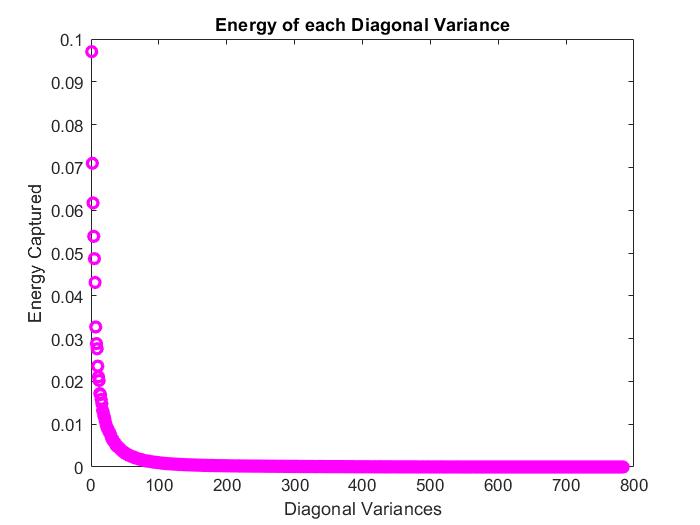 Energy of each Diagonal Variance
0.1
0.09
0.08
0.07
0.06
0.05
0.04
0.03
0.02
0.01
0
Energy Captured
0 100 200 300 400 500 600 700 800
Diagonal Variances